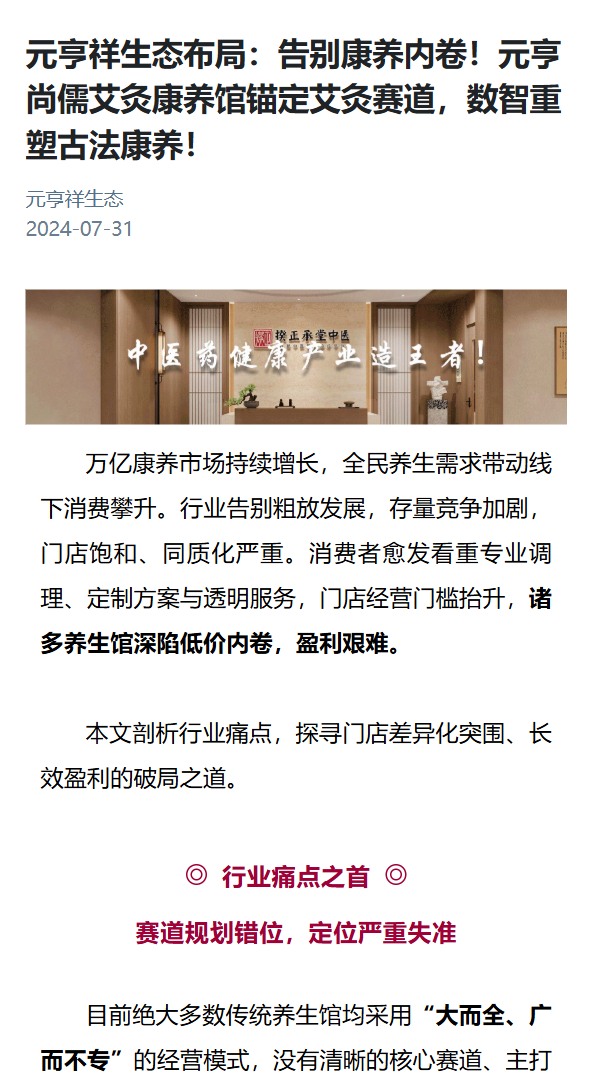 元亨祥生态布局：告别康养内卷！元亨
尚儒艾灸康养馆锚定艾灸赛道，数智重
塑古法康养！
元亨祥生态
2024-07-31
正承堂中医
中医药健康产业造王者！
万亿康养市场持续增长，全民养生需求带动线
下消费攀升。行业告别粗放发展，存量竞争加剧，
门店饱和、同质化严重。消费者愈发看重专业调
理、定制方案与透明服务，门店经营门槛抬升，诸
多养生馆深陷低价内卷，盈利艰难。
本文剖析行业痛点，探寻门店差异化突围、长
效盈利的破局之道。
◎ 行业痛点之首 ◎
赛道规划错位，定位严重失准
目前绝大多数传统养生馆均采用“大而全、广
而不专”的经营模式，没有清晰的核心赛道、主打